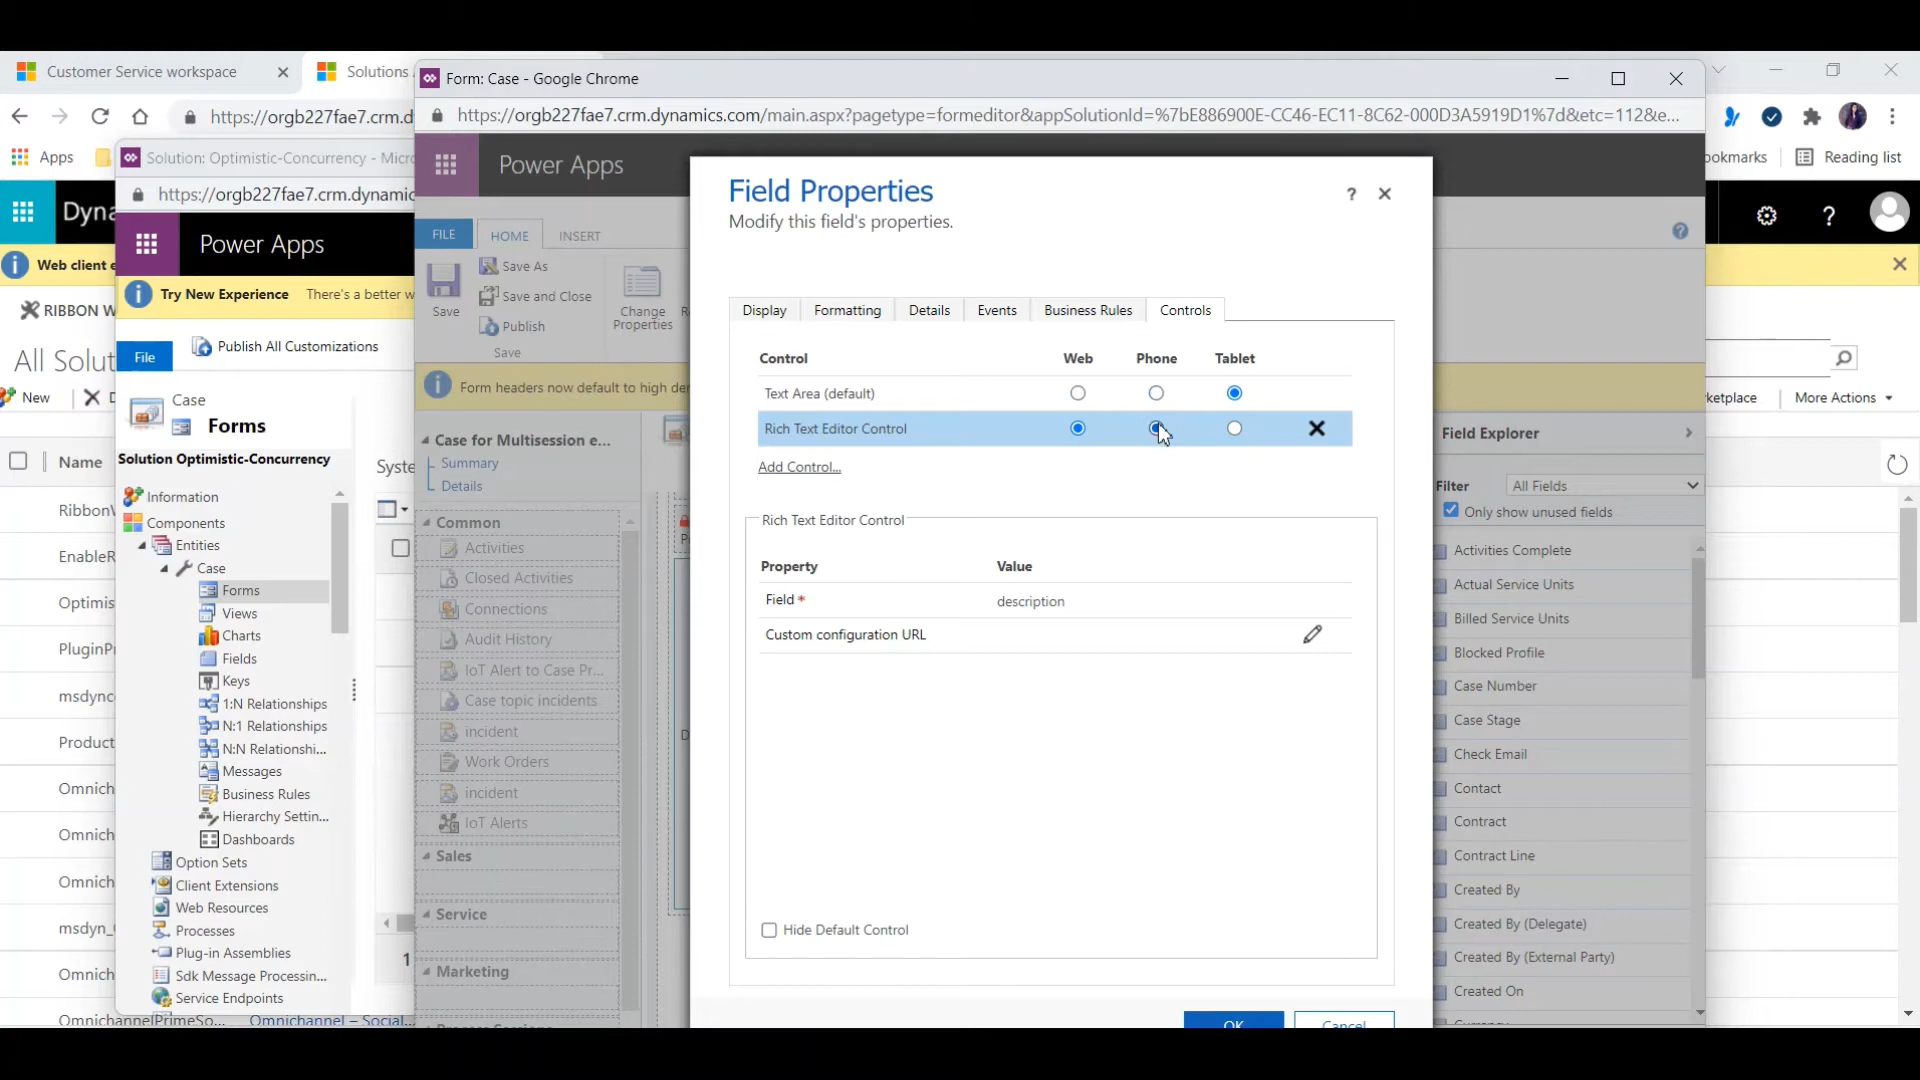 Customer Service workspace
Solutions
Form: Case - Google Chrome
https://orgb227fae7.crm.d
https://orgb227fae7.crm.dynamics.com/main.aspx?pagetype=formeditor&appSolutionId=%7bE886900E-CC46-EC11-8C62-000D3A5919D1%7d&etc=112&e...
Apps
Solution: Optimistic-Concurrency - Micro
Power Apps
Field Properties
ookmarks
Reading list
https://orgb227fae7.crm.dynamic
Modify this field's properties.
Dyna
Power Apps
FILE
HOME
INSERT
Web client e
Save As
Try New Experience
There's a better w
Save and Close
Save
Change Properties
RIBBON W
Publish
Display
Formatting
Details
Events
Business Rules
Controls
Save
All Solut
File
Publish All Customizations
Control
Web
Phone
Tablet
Form headers now default to high den
Text Area (default)
New
ketplace
More Actions
Case
Forms
Rich Text Editor Control
Field Explorer
Case for Multisession e...
Name
Solution Optimistic-Concurrency
Syste
Summary
Add Control...
Details
Filter
All Fields
Only show unused fields
Information
Components
Entities
Case
Forms
Views
Charts
Fields
Keys
1:N Relationships
N:1 Relationships
N:N Relationshi...
Messages
Business Rules
Hierarchy Settin...
Dashboards
Option Sets
Client Extensions
Web Resources
Processes
Plug-in Assemblies
Sdk Message Processin...
Service Endpoints
RibbonW
EnableR
Optimis
PluginPr
msdync
Product
Omnich
Omnich
Omnich
msdyn_
Omnich
OmnichannelPrimeSo...
Omnichannel – Social...
1
Common
Activities
Closed Activities
Connections
Audit History
IoT Alert to Case Pr...
Case topic incidents
incident
Work Orders
incident
IoT Alerts
Sales
Service
Marketing
Rich Text Editor Control
Property
Value
Field *
description
Custom configuration URL
Hide Default Control
OK
Cancel
Activities Complete
Actual Service Units
Billed Service Units
Blocked Profile
Case Number
Case Stage
Check Email
Contact
Contract
Contract Line
Created By
Created By (Delegate)
Created By (External Party)
Created On